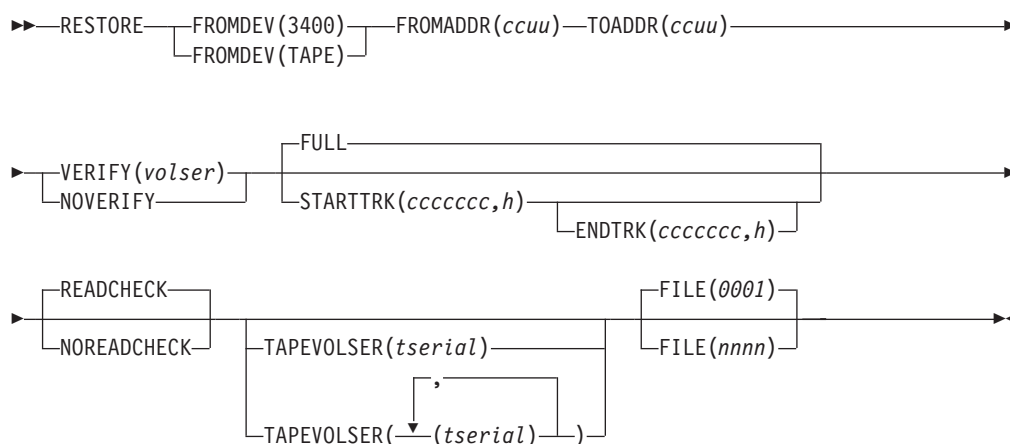 RESTORE FROMDEV(3400) FROMADDR(ccuu) TOADDR(ccuu)
FROMDEV(TAPE)
FULL
VERIFY(volser)
NOVERIFY STARTTRK(ccccccc,h)
ENDTRK(ccccccc,h)
READCHECK FILE(0001)
NOREADCHECK TAPEVOLSER(tserial) FILE(nnnn)
,
TAPEVOLSER( (tserial) )